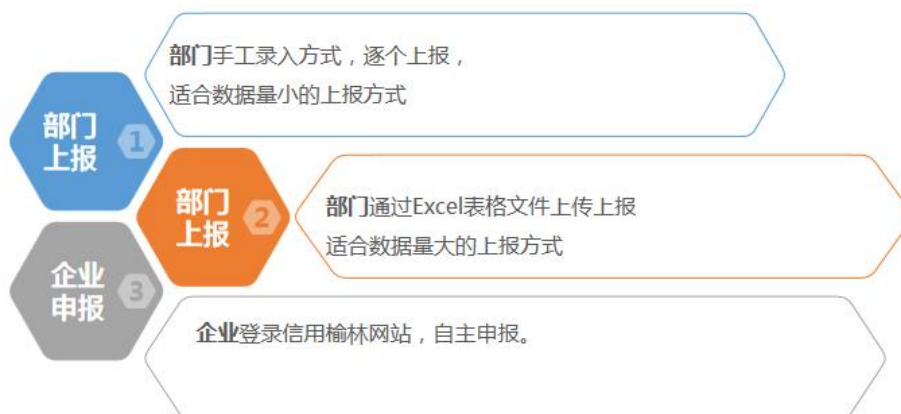 部门手工录入方式，逐个上报，
适合数据量小的上报方式
部门
上报
1
部门
上报
2
部门通过Excel表格文件上传上报
适合数据量大的上报方式
企业
申报
3
企业登录信用榆林网站，自主申报。